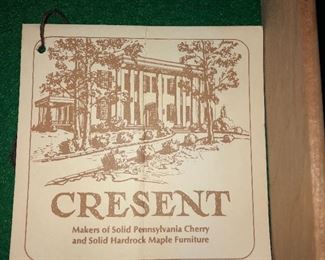 CRESENT
Makers of Solid Pennsylvania Cherry
and Solid Hardrock Maple Furniture